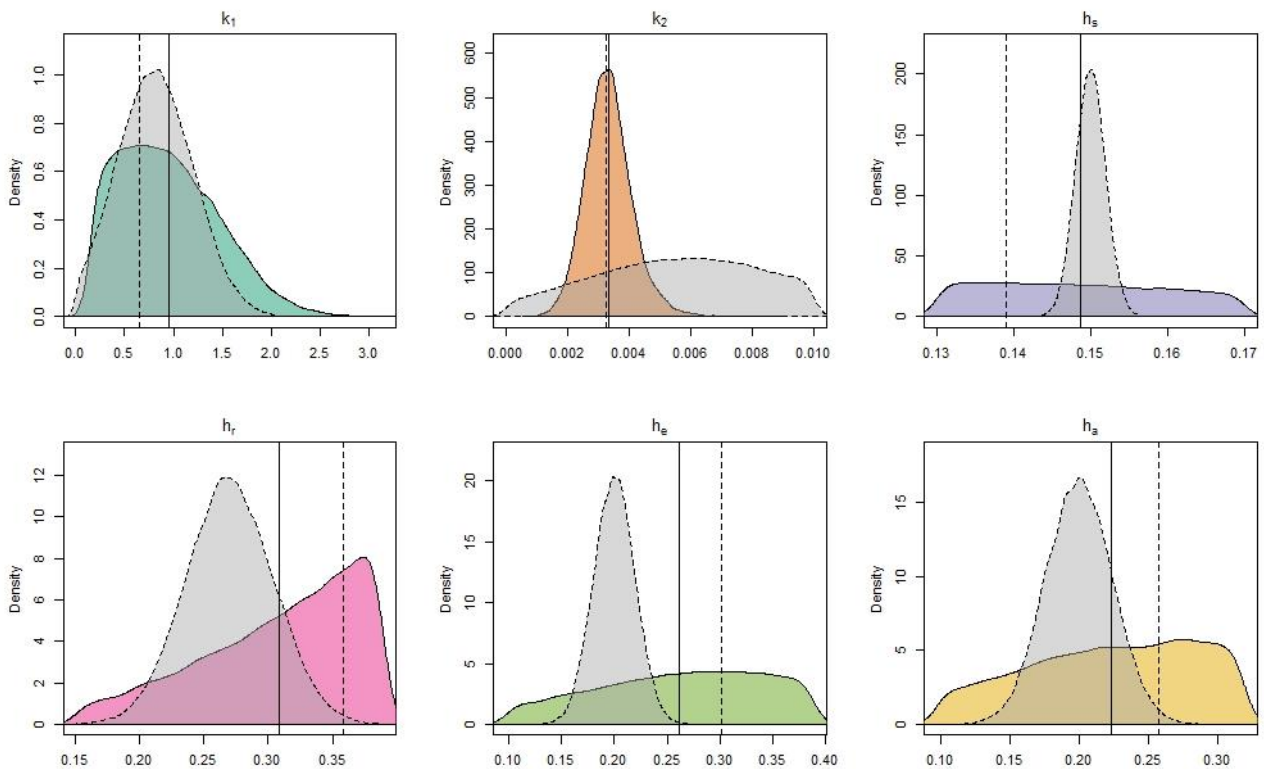 k1
Density
0.0 0.2 0.4 0.6 0.8 1.0
0.0 0.5 1.0 1.5 2.0 2.5 3.0
k2
Density
0 100 200 300 400 500 600
0.000 0.002 0.004 0.006 0.008 0.010
hs
Density
0 50 100 150 200
0.13 0.14 0.15 0.16 0.17
hr
Density
0 2 4 6 8 10 12
0.15 0.20 0.25 0.30 0.35
he
Density
0 5 10 15 20
0.10 0.15 0.20 0.25 0.30 0.35 0.40
ha
Density
0 5 10 15
0.10 0.15 0.20 0.25 0.30